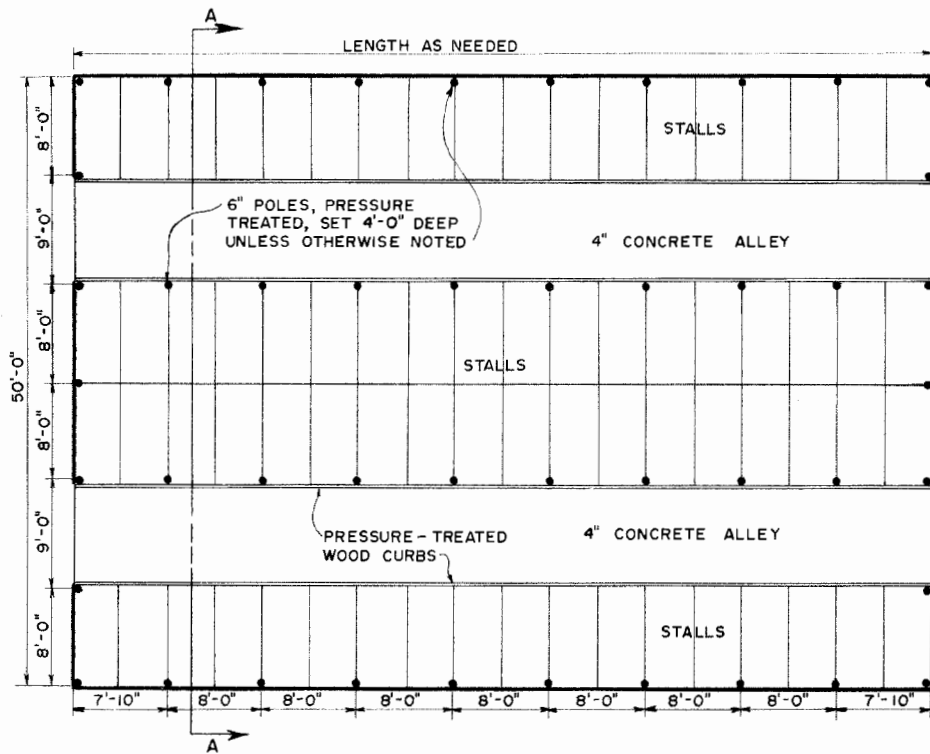 A
LENGTH AS NEEDED
8'-0"
STALLS
9'-0"
6" POLES, PRESSURE
TREATED, SET 4'-0" DEEP
UNLESS OTHERWISE NOTED
4" CONCRETE ALLEY
50'-0"
8'-0"
STALLS
8'-0"
9'-0"
PRESSURE-TREATED
WOOD CURBS
4" CONCRETE ALLEY
8'-0"
STALLS
7'-10" 8'-0" 8'-0" 8'-0" 8'-0" 8'-0" 8'-0" 8'-0" 7'-10"
A